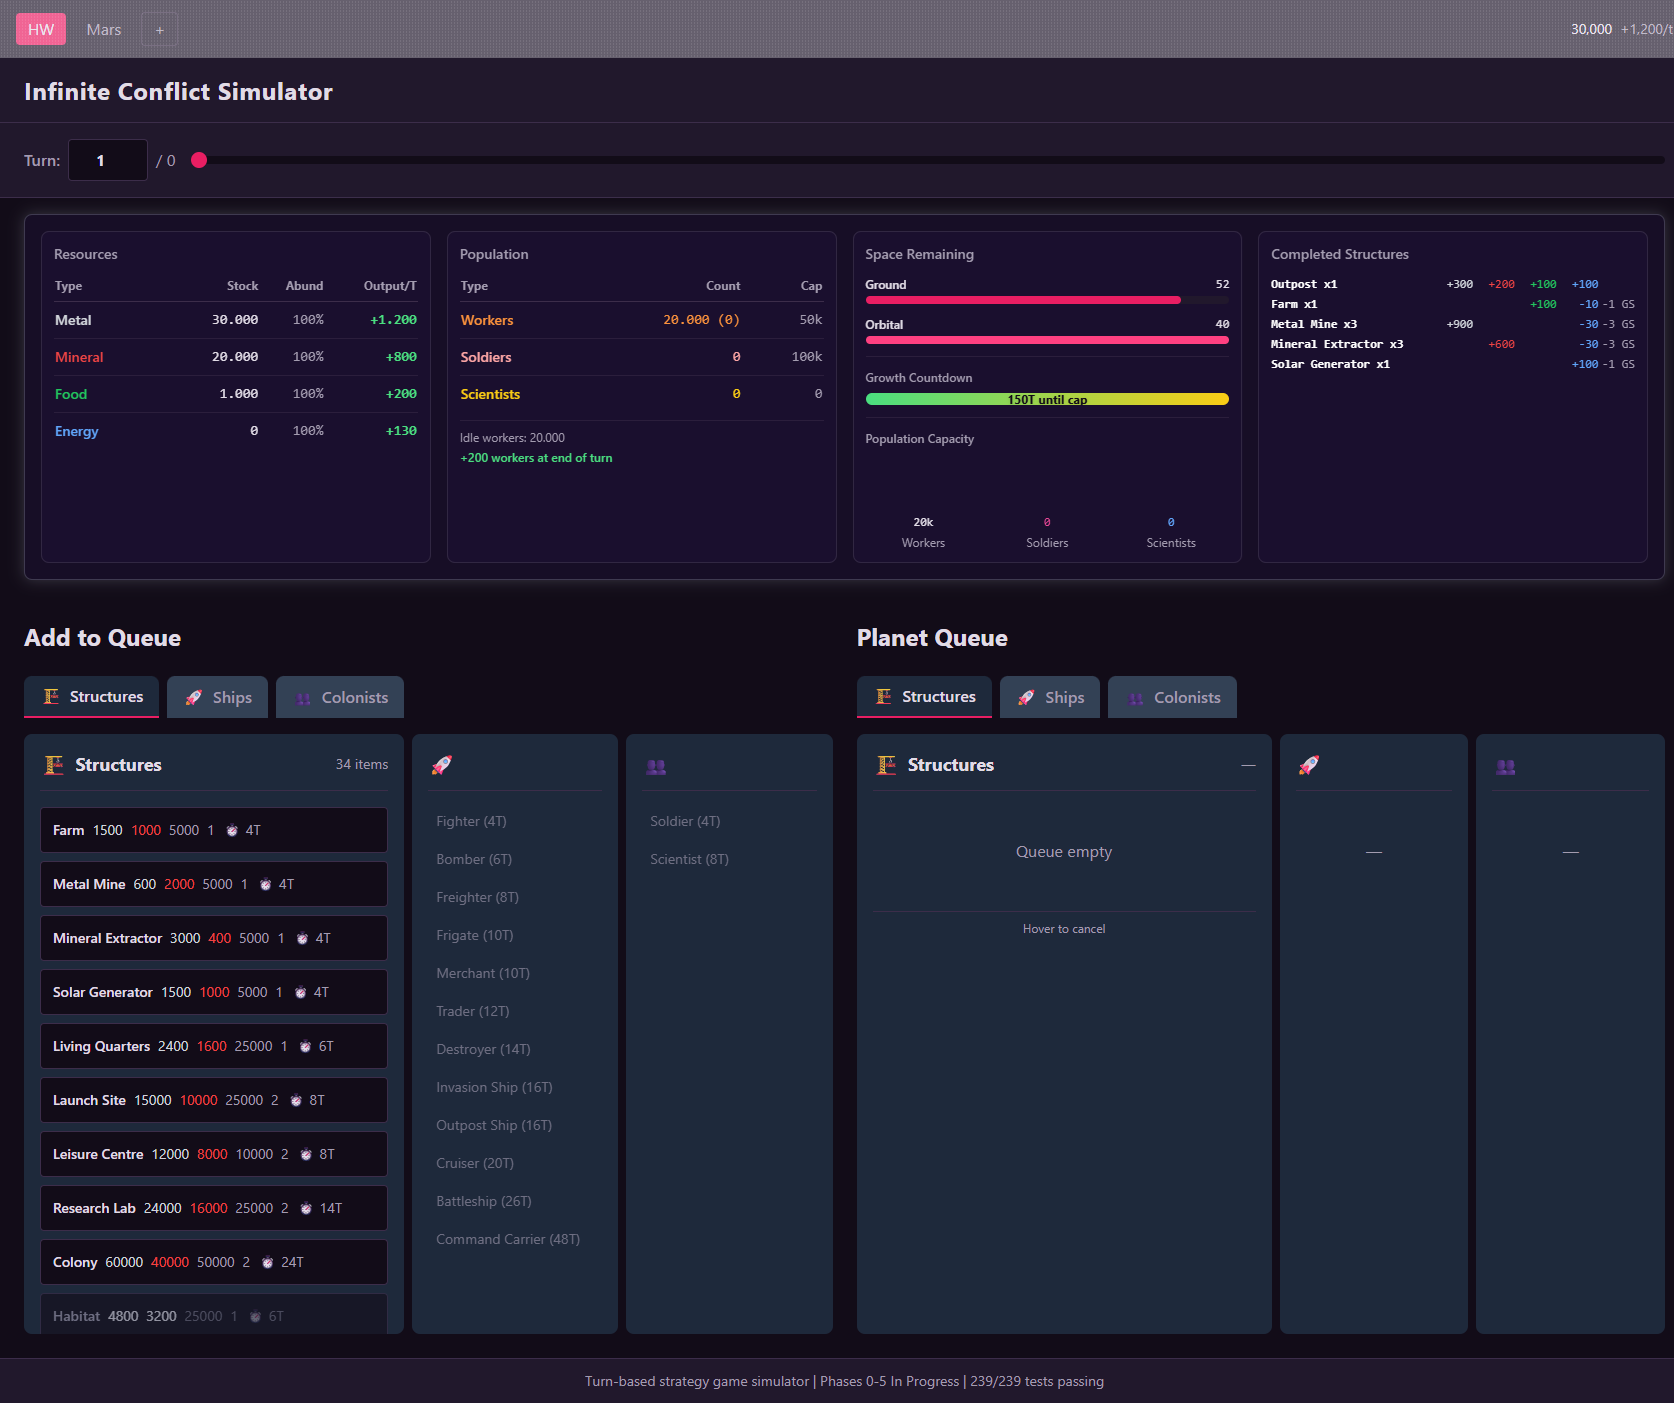 HW Mars + 30,000 +1,200/t
Infinite Conflict Simulator
Turn: 1 / 0
Resources
Type Stock Abund Output/T
Metal 30.000 100% +1.200
Mineral 20.000 100% +800
Food 1.000 100% +200
Energy 0 100% +130
Population
Type Count Cap
Workers 20.000 (0) 50k
Soldiers 0 100k
Scientists 0 0
Idle workers: 20.000
+200 workers at end of turn
Space Remaining
Ground 52
Orbital 40
Growth Countdown
150T until cap
Population Capacity
20k 0 0
Workers Soldiers Scientists
Completed Structures
Outpost x1 +300 +200 +100 +100
Farm x1 +100 -10 -1 GS
Metal Mine x3 +900 -30 -3 GS
Mineral Extractor x3 +600 -30 -3 GS
Solar Generator x1 +100 -1 GS
Add to Queue
Structures Ships Colonists
Structures 34 items
Farm 1500 1000 5000 1 4T
Metal Mine 600 2000 5000 1 4T
Mineral Extractor 3000 400 5000 1 4T
Solar Generator 1500 1000 5000 1 4T
Living Quarters 2400 1600 25000 1 6T
Launch Site 15000 10000 25000 2 8T
Leisure Centre 12000 8000 10000 2 8T
Research Lab 24000 16000 25000 2 14T
Colony 60000 40000 50000 2 24T
Habitat 4800 3200 25000 1 6T
Fighter (4T)
Bomber (6T)
Freighter (8T)
Frigate (10T)
Merchant (10T)
Trader (12T)
Destroyer (14T)
Invasion Ship (16T)
Outpost Ship (16T)
Cruiser (20T)
Battleship (26T)
Command Carrier (48T)
Soldier (4T)
Scientist (8T)
Planet Queue
Structures Ships Colonists
Structures —
Queue empty
Hover to cancel
—
—
Turn-based strategy game simulator | Phases 0-5 In Progress | 239/239 tests passing